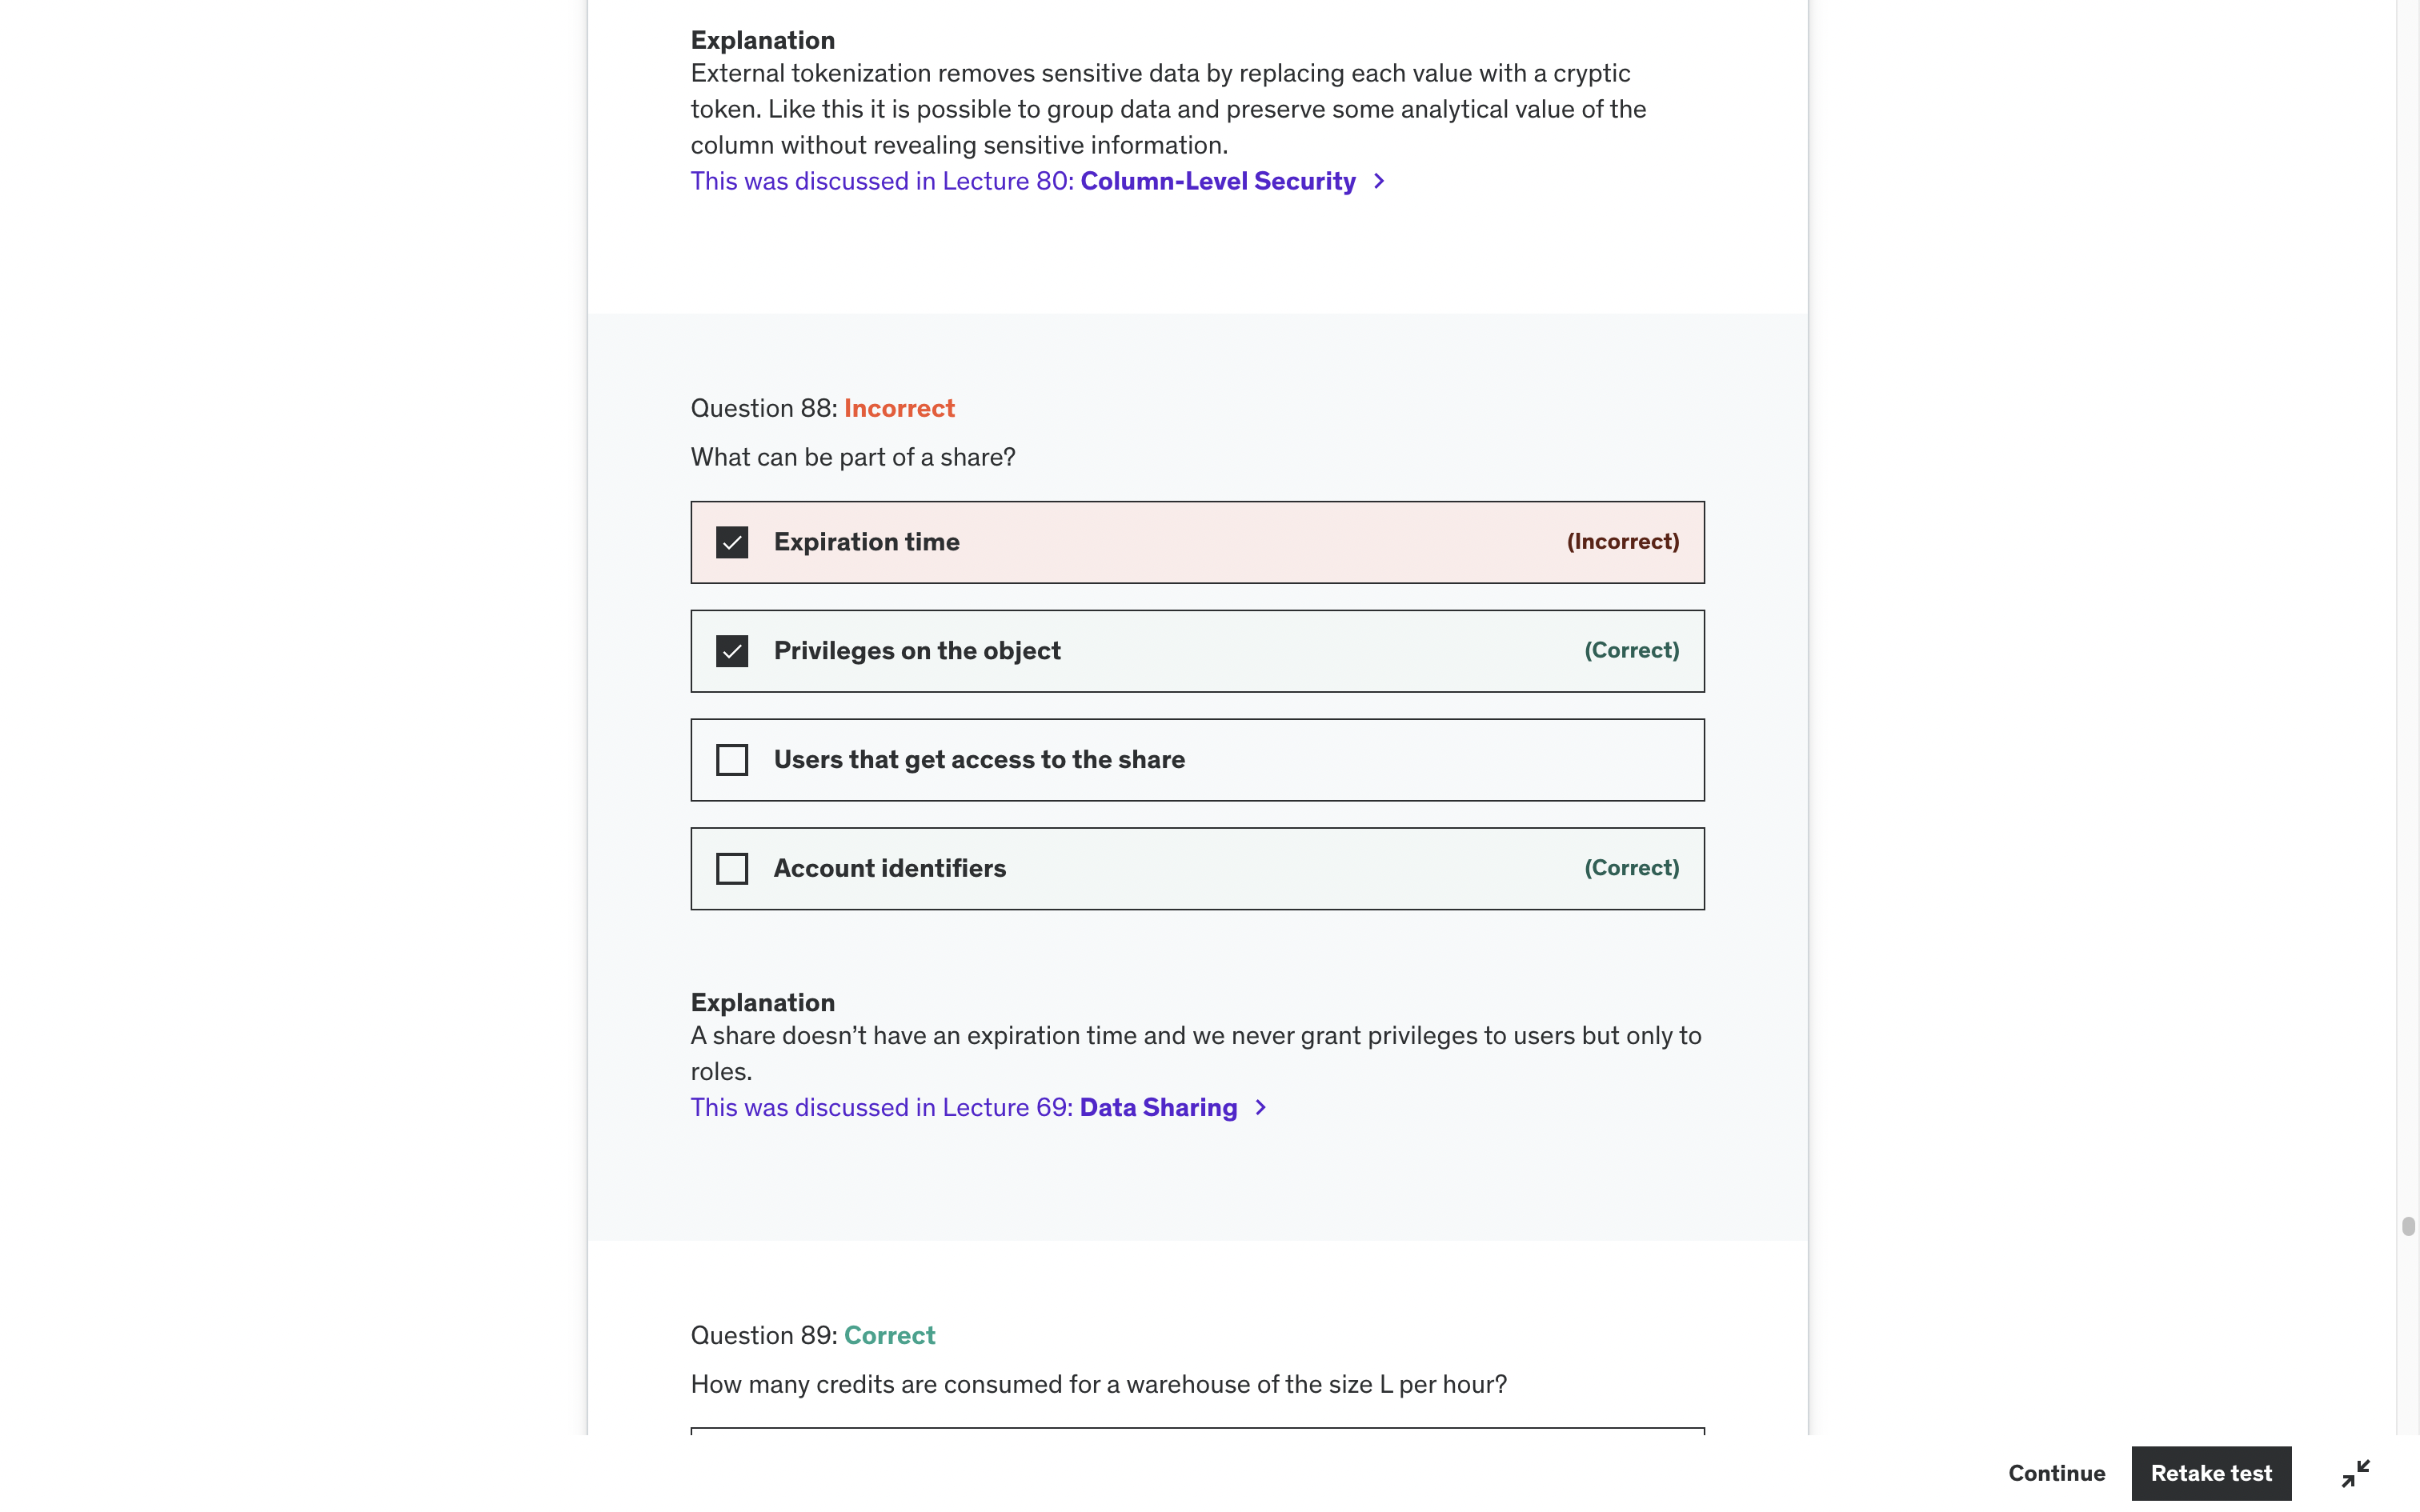 Explanation
External tokenization removes sensitive data by replacing each value with a cryptic
token. Like this it is possible to group data and preserve some analytical value of the
column without revealing sensitive information.
This was discussed in Lecture 80: Column-Level Security
Question 88: Incorrect
What can be part of a share?
Expiration time (Incorrect)
Privileges on the object (Correct)
Users that get access to the share
Account identifiers (Correct)
Explanation
A share doesn’t have an expiration time and we never grant privileges to users but only to
roles.
This was discussed in Lecture 69: Data Sharing
Question 89: Correct
How many credits are consumed for a warehouse of the size L per hour?
Continue Retake test